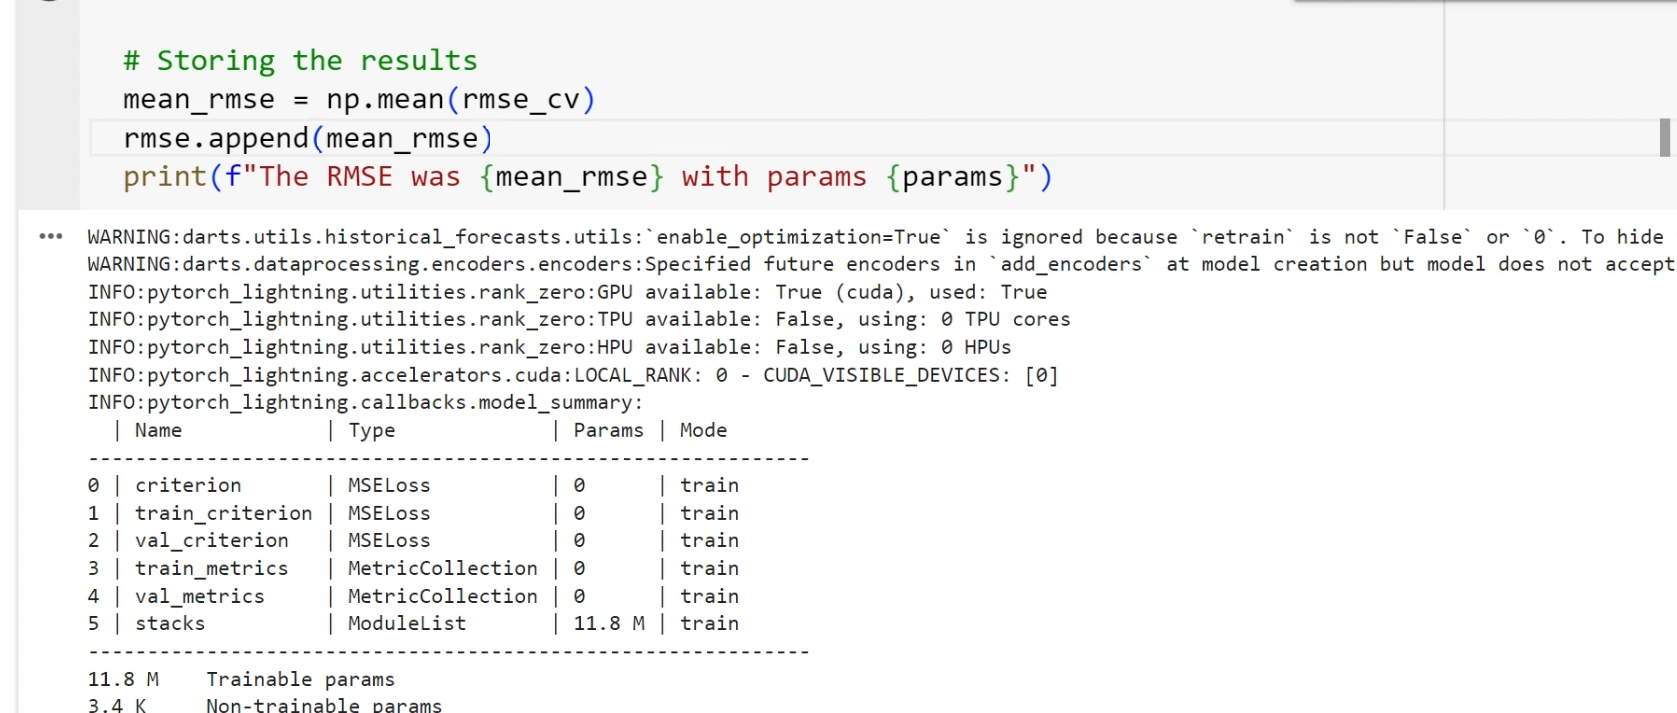 # Storing the results
mean_rmse = np.mean(rmse_cv)
rmse.append(mean_rmse)
print(f"The RMSE was {mean_rmse} with params {params}")
WARNING:darts.utils.historical_forecasts.utils:`enable_optimization=True` is ignored because `retrain` is not `False` or `0`. To hide
WARNING:darts.dataprocessing.encoders.encoders:Specified future encoders in `add_encoders` at model creation but model does not accept
INFO:pytorch_lightning.utilities.rank_zero:GPU available: True (cuda), used: True
INFO:pytorch_lightning.utilities.rank_zero:TPU available: False, using: 0 TPU cores
INFO:pytorch_lightning.utilities.rank_zero:HPU available: False, using: 0 HPUs
INFO:pytorch_lightning.accelerators.cuda:LOCAL_RANK: 0 - CUDA_VISIBLE_DEVICES: [0]
INFO:pytorch_lightning.callbacks.model_summary:
  | Name            | Type             | Params | Mode
-------------------------------------------------------------
0 | criterion       | MSELoss          | 0      | train
1 | train_criterion | MSELoss          | 0      | train
2 | val_criterion   | MSELoss          | 0      | train
3 | train_metrics   | MetricCollection | 0      | train
4 | val_metrics     | MetricCollection | 0      | train
5 | stacks          | ModuleList       | 11.8 M | train
-------------------------------------------------------------
11.8 M    Trainable params
3.4 K     Non-trainable params